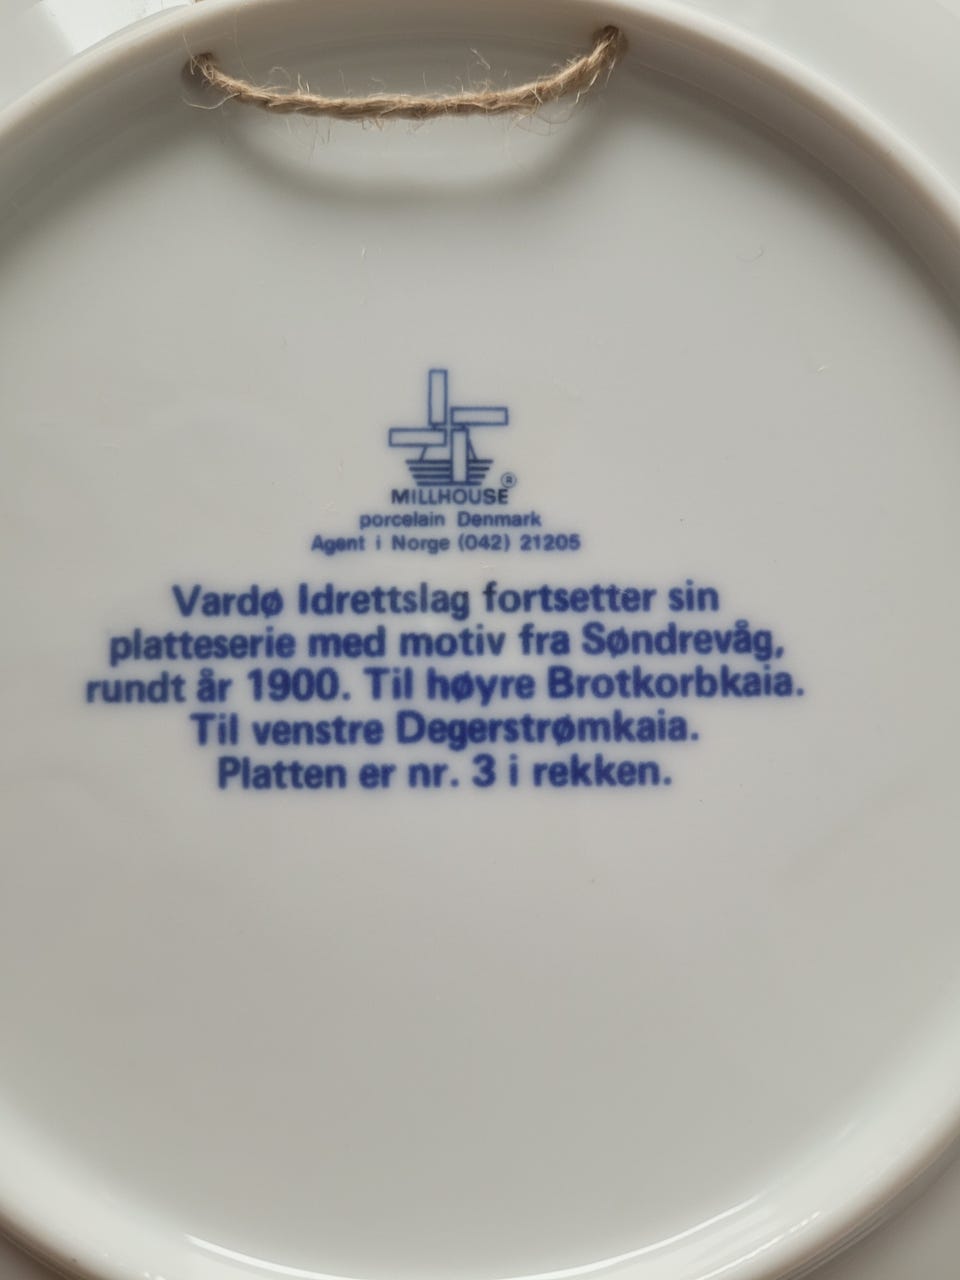 MILLHOUSE ®
porcelain Denmark
Agent i Norge (042) 21205
Vardø Idrettslag fortsetter sin
platteserie med motiv fra Søndrevåg,
rundt år 1900. Til høyre Brotkorbkaia.
Til venstre Degerstrømkaia.
Platten er nr. 3 i rekken.